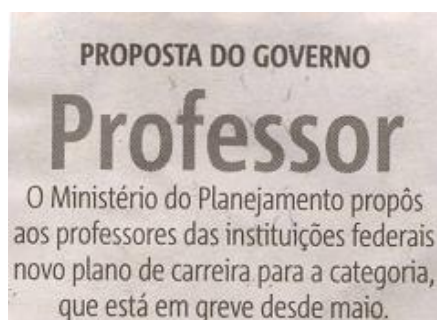 PROPOSTA DO GOVERNO
Professor
O Ministério do Planejamento propôs
aos professores das instituições federais
novo plano de carreira para a categoria,
que está em greve desde maio.